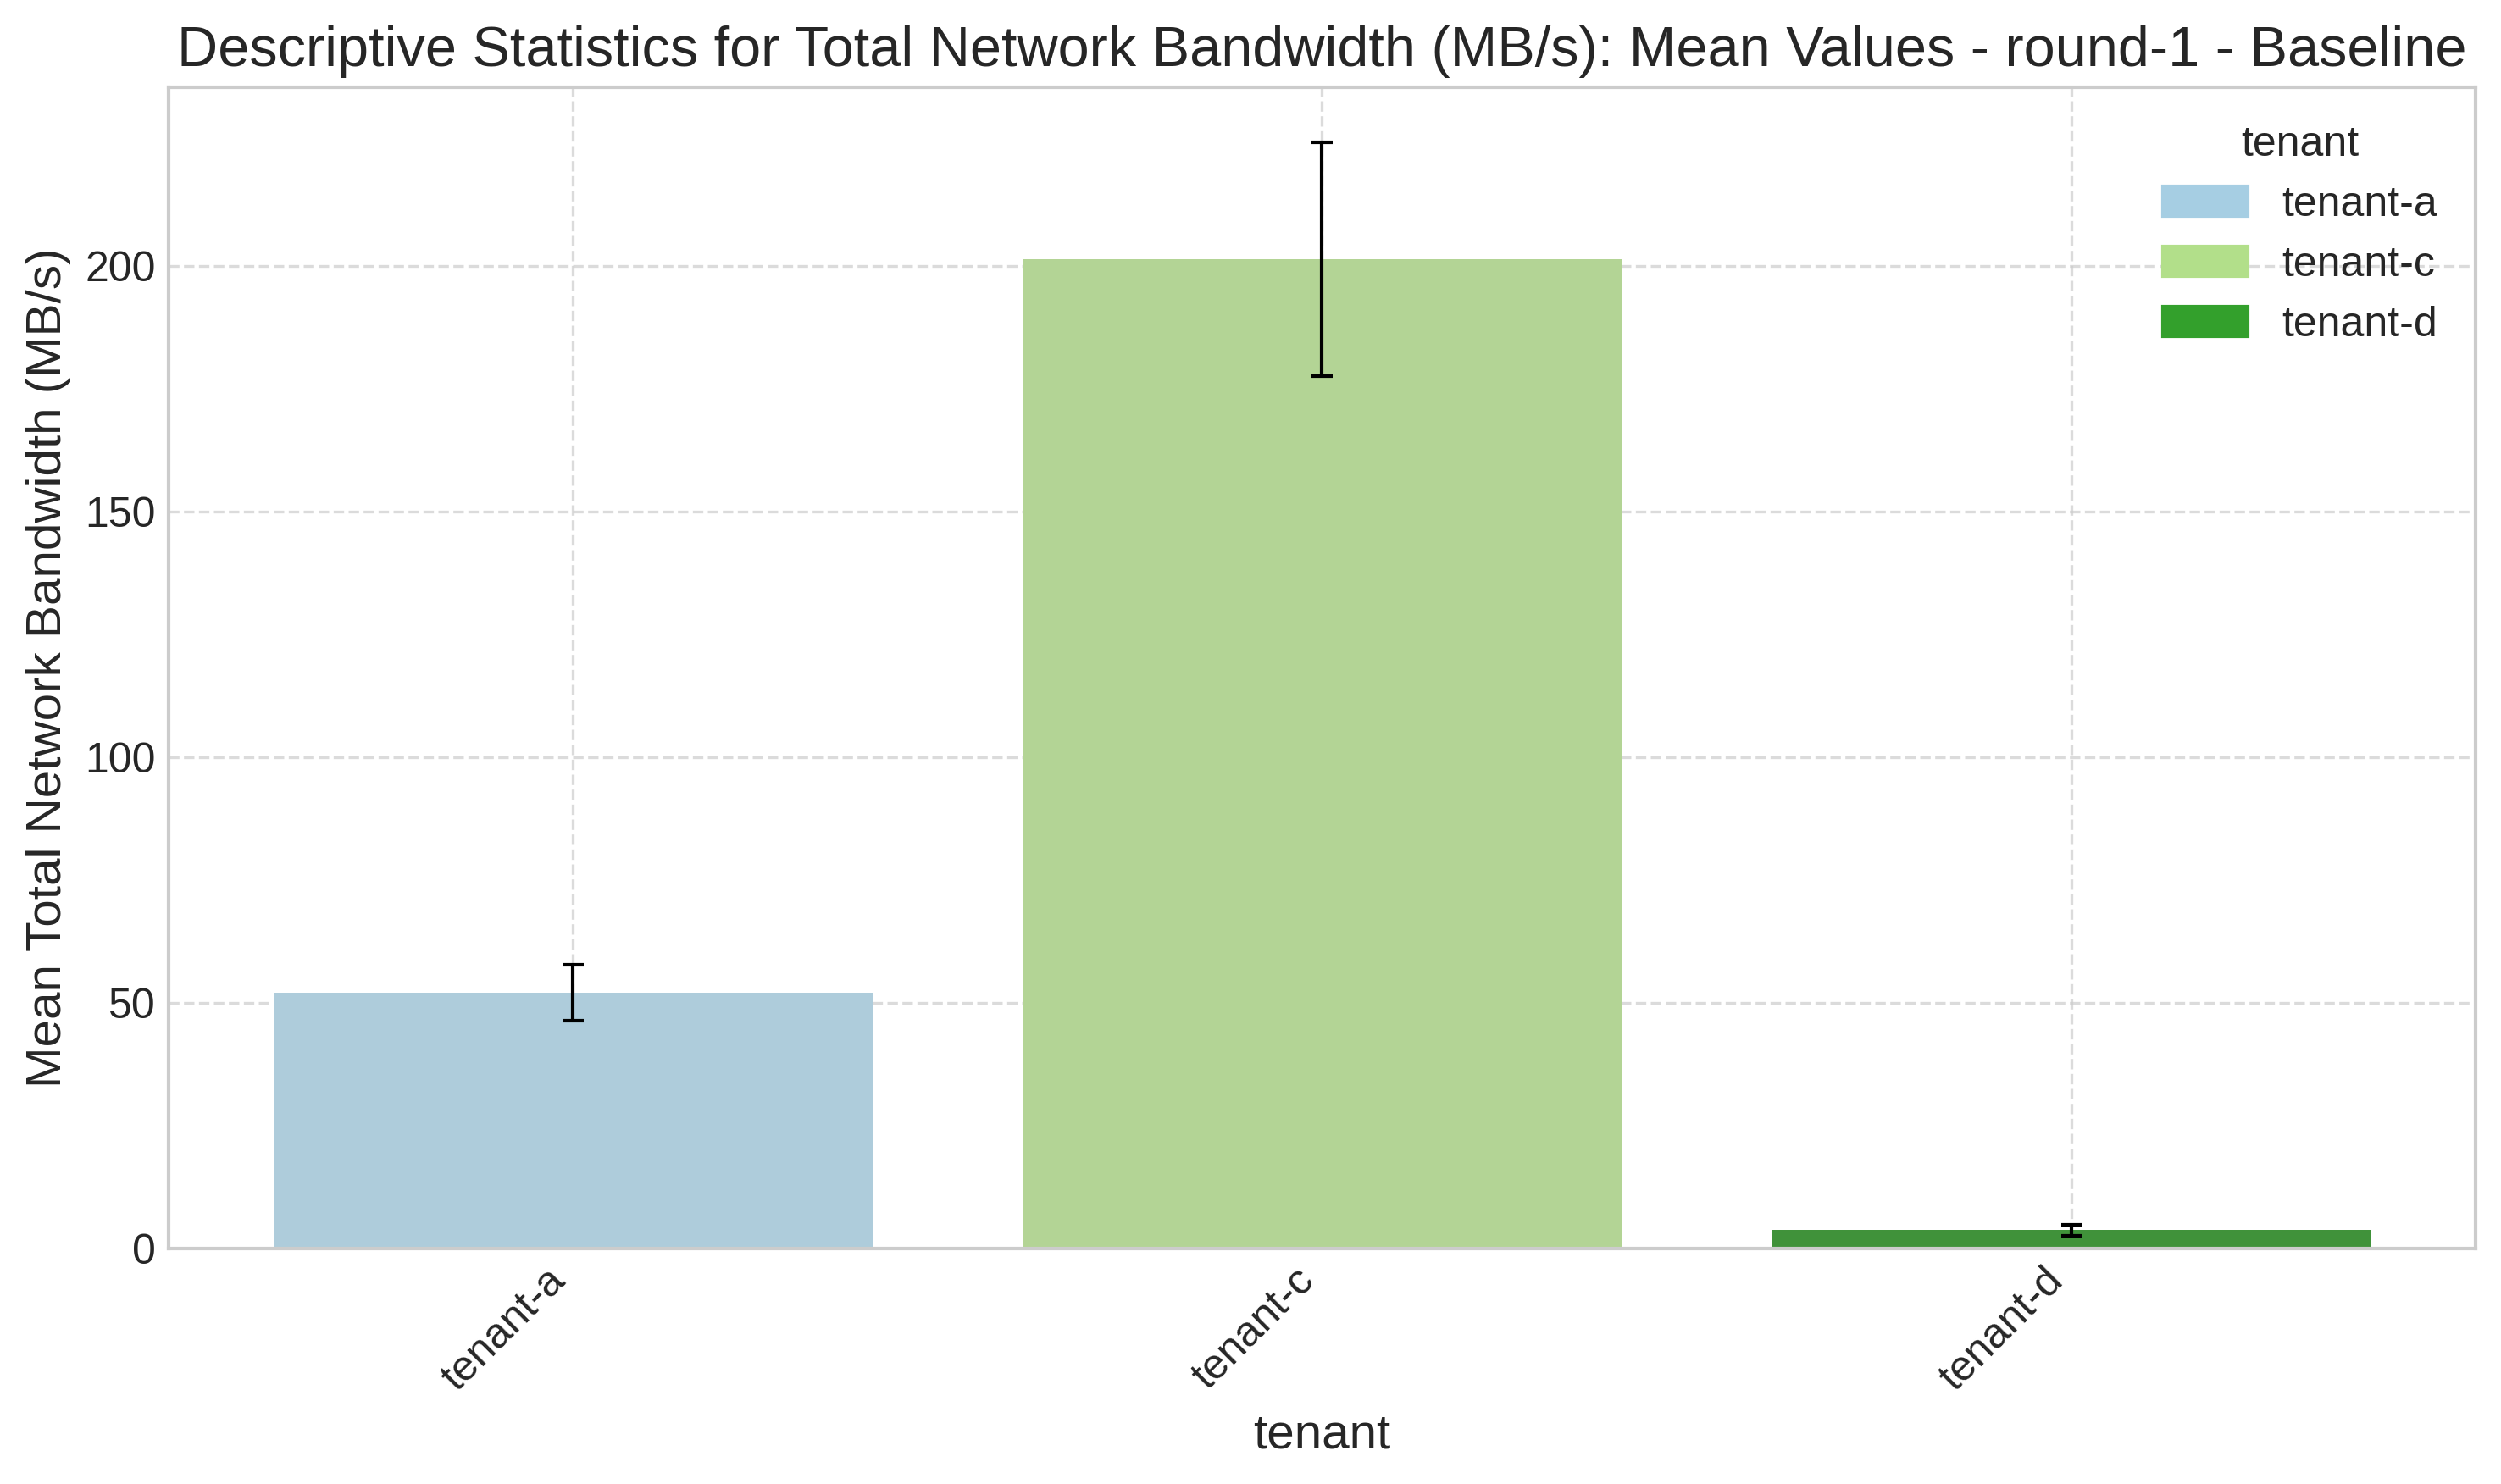 Descriptive Statistics for Total Network Bandwidth (MB/s): Mean Values - round-1 - Baseline
Mean Total Network Bandwidth (MB/s)
200
150
100
50
0
tenant
tenant-a
tenant-c
tenant-d
tenant-a
tenant-c
tenant-d
tenant